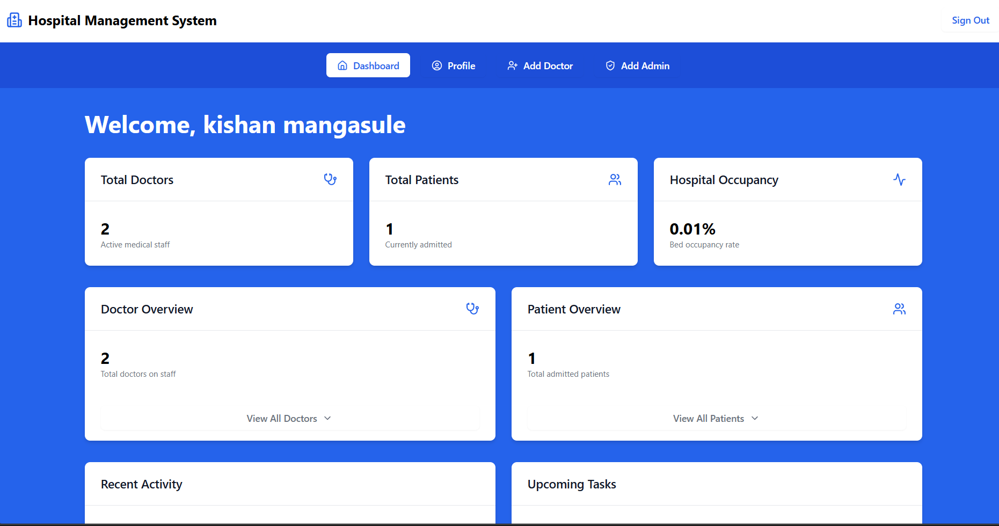 Hospital Management System
Sign Out
Dashboard
Profile
Add Doctor
Add Admin
Welcome, kishan mangasule
Total Doctors
2
Active medical staff
Total Patients
1
Currently admitted
Hospital Occupancy
0.01%
Bed occupancy rate
Doctor Overview
2
Total doctors on staff
View All Doctors
Patient Overview
1
Total admitted patients
View All Patients
Recent Activity
Upcoming Tasks